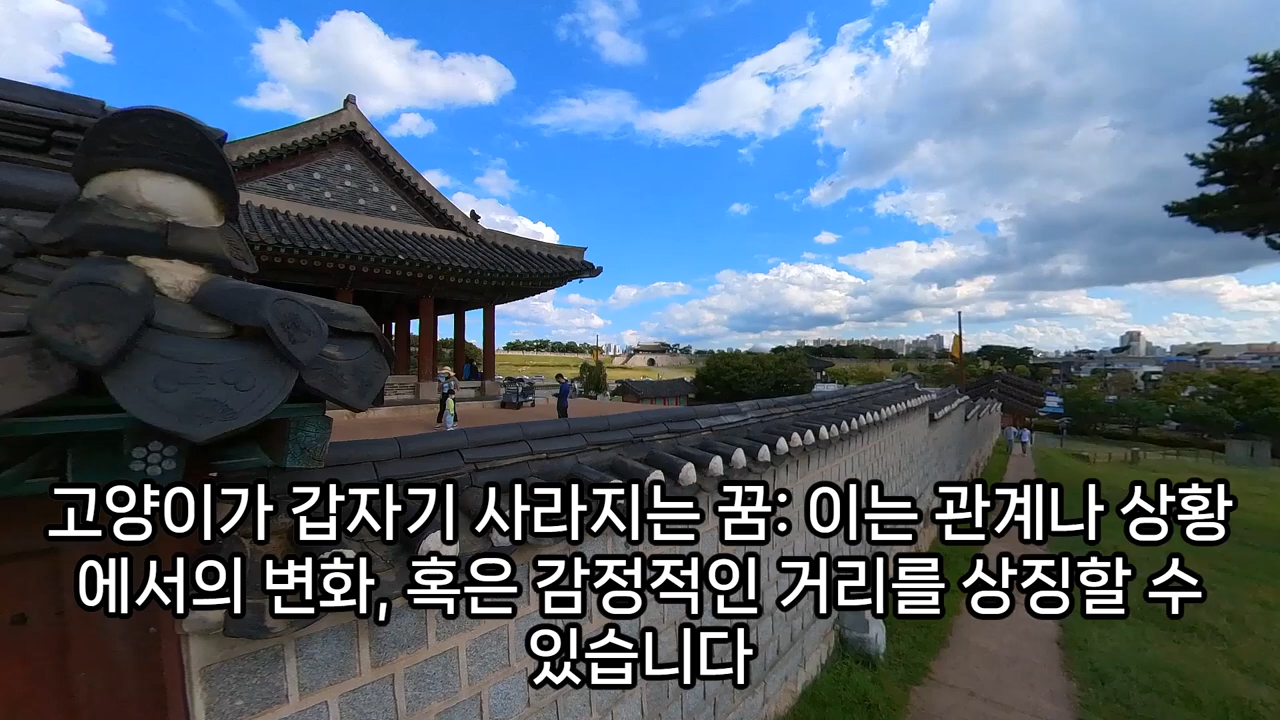 고양이가 갑자기 사라지는 꿈: 이는 관계나 상황
에서의 변화, 혹은 감정적인 거리를 상징할 수
있습니다